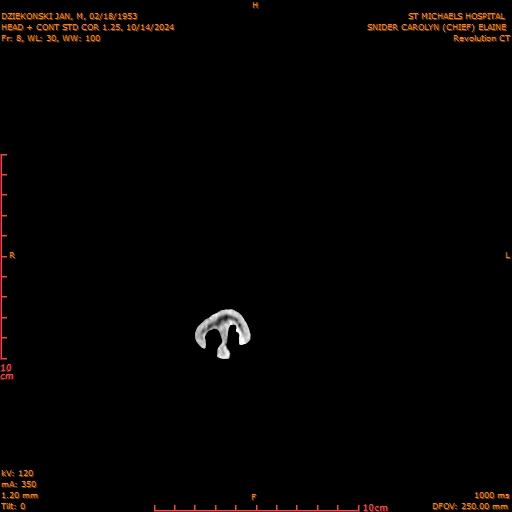 H
DZIEKONSKI JAN, M, 02/18/1953
HEAD + CONT STD COR 1.25, 10/14/2024
Fr: 8, WL: 30, WW: 100
ST MICHAELS HOSPITAL
SNIDER CAROLYN (CHIEF) ELAINE
Revolution CT
R
L
10
cm
kV: 120
mA: 350
1.20 mm
Tilt: 0
F
10cm
1000 ms
DFOV: 250.00 mm